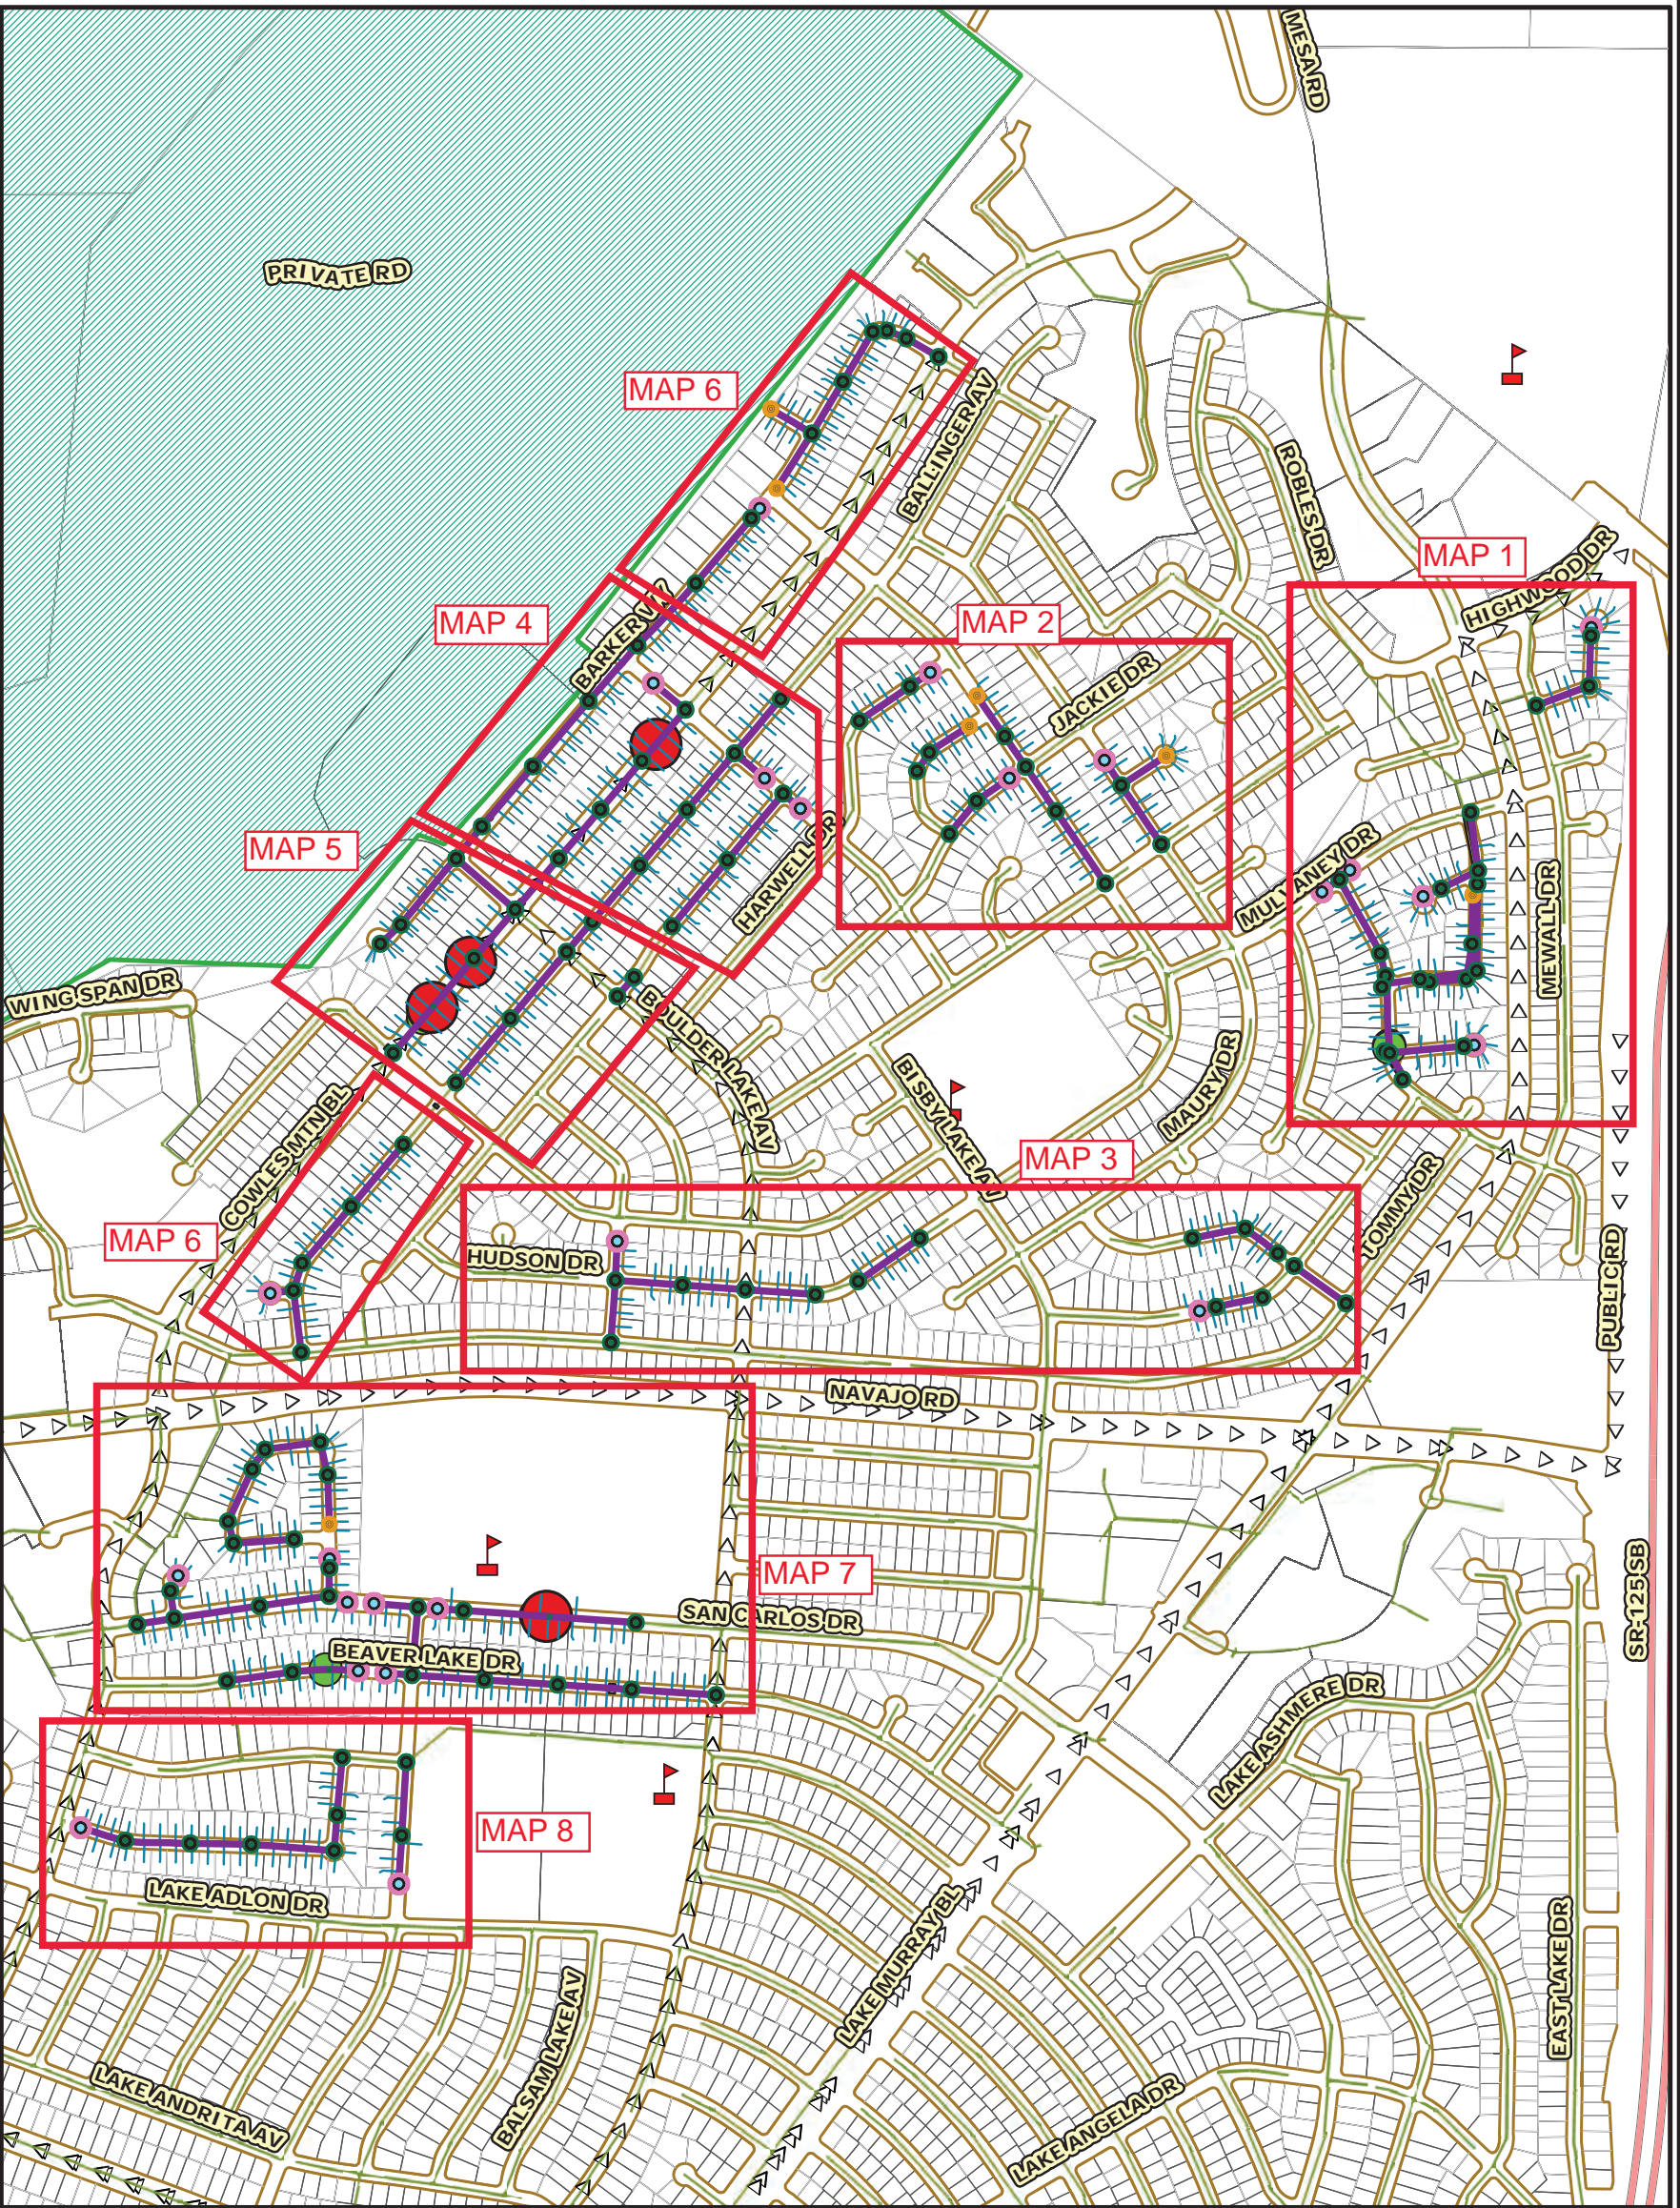 MESA RD
PRIVATE RD
MAP 6
BALLINGER AV
ROBLES DR
MAP 1
HIGHWOOD DR
MAP 4
BARKER WY
MAP 2
JACKIE DR
MAP 5
HARWELL DR
MULLANEY DR
MEWALL DR
WING SPAN DR
BOULDER LAKE AV
BISBY LAKE AV
MAURY DR
COWLES MTN BL
MAP 3
TOMMY DR
MAP 6
HUDSON DR
PUBLIC RD
NAVAJO RD
MAP 7
SAN CARLOS DR
SR-125 SB
BEAVER LAKE DR
LAKE ASHMERE DR
MAP 8
LAKE ADLON DR
LAKE MURRAY BL
EAST LAKE DR
BALSAM LAKE AV
LAKE ANDRITA AV
LAKE ANGELA DR